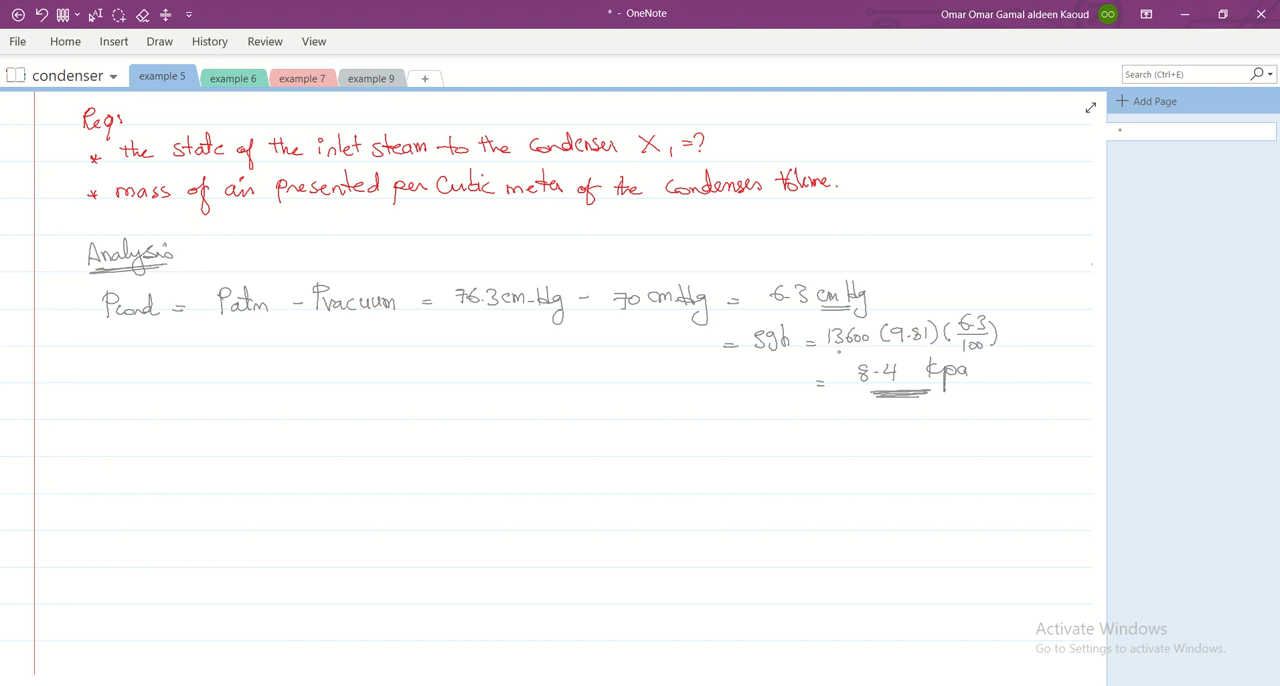 * - OneNote
Omar Omar Gamal aldeen Kaoud OO
File Home Insert Draw History Review View
condenser example 5 example 6 example 7 example 9 +
Search (Ctrl+E)
Add Page
*
Req:
* the state of the inlet steam to the condenser X1 = ?
* mass of air presented per cubic meter of the condenses volume.
Analysis
Pcond = Patm - Pvacuum = 76.3 cm-Hg - 70 cm.Hg = 6.3 cm Hg
= ρgh = 13600 (9.81) (6.3/100)
= 8.4 kpa
Activate Windows
Go to Settings to activate Windows.